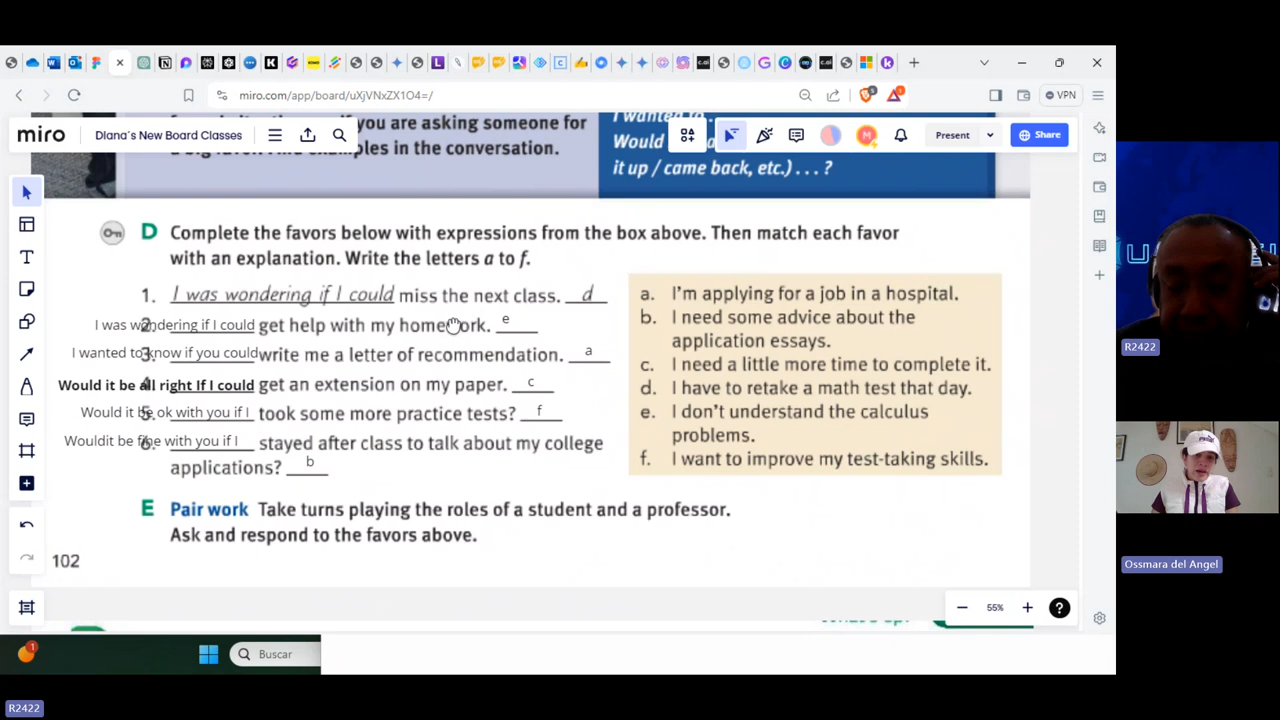 miro.com/app/board/uXjVNxZX1O4=/
VPN
miro
DIana's New Board Classes
Present
Share
you are asking someone for
a big favor. Find examples in the conversation.
I wanted to...
Would
it up / came back, etc.) . . . ?
D Complete the favors below with expressions from the box above. Then match each favor
with an explanation. Write the letters a to f.
1. I was wondering if I could miss the next class. d
2. I was wondering if I could get help with my homework. e
3. I wanted to know if you could write me a letter of recommendation. a
4. Would it be all right If I could get an extension on my paper. c
5. Would it be ok with you if I took some more practice tests? f
6. Wouldit be fine with you if I stayed after class to talk about my college
applications? b
a. I'm applying for a job in a hospital.
b. I need some advice about the
application essays.
c. I need a little more time to complete it.
d. I have to retake a math test that day.
e. I don't understand the calculus
problems.
f. I want to improve my test-taking skills.
E Pair work Take turns playing the roles of a student and a professor.
Ask and respond to the favors above.
102
55%
Buscar
R2422
R2422
Ossmara del Angel